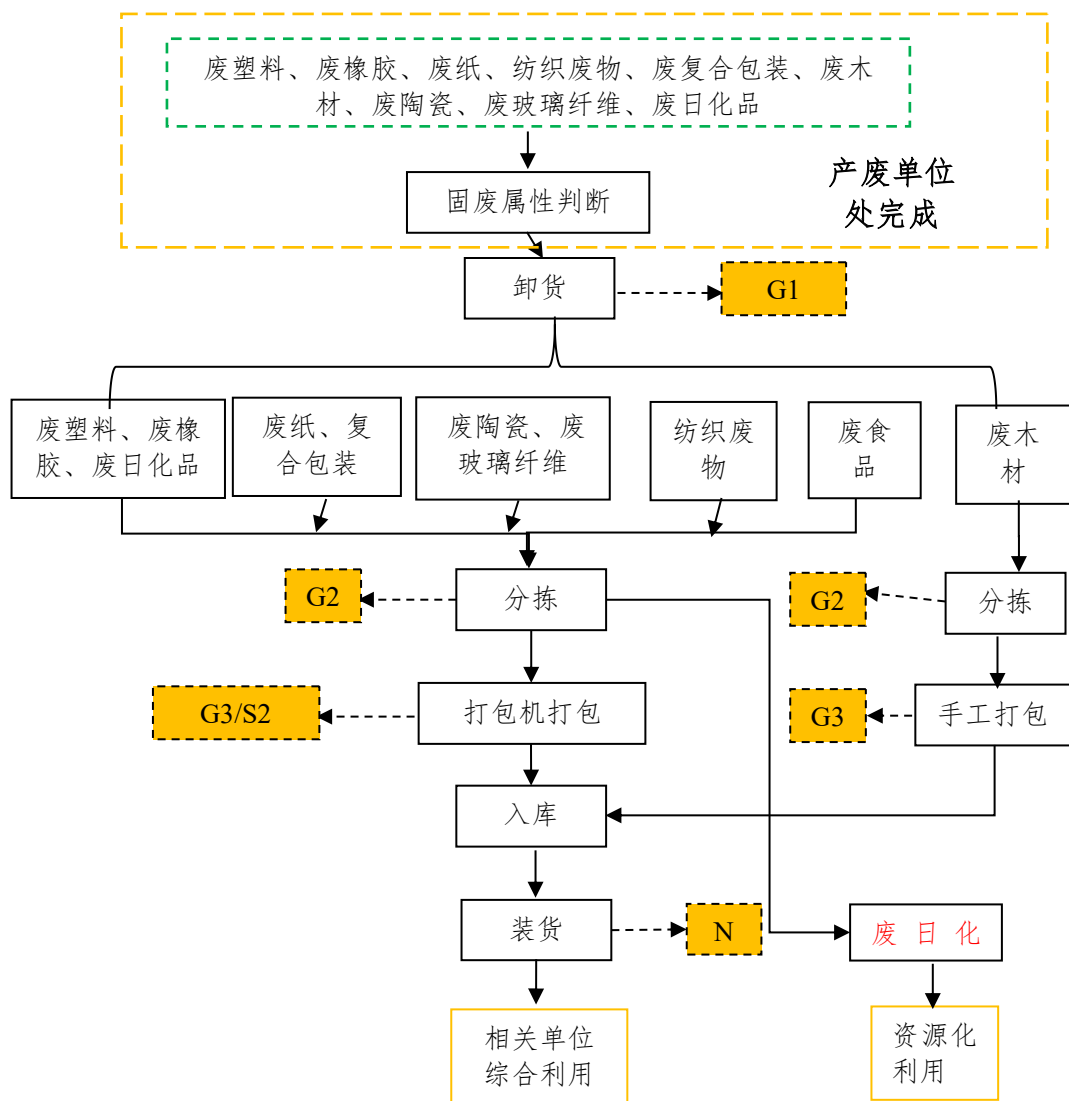 废塑料、废橡胶、废纸、纺织废物、废复合包装、废木
材、废陶瓷、废玻璃纤维、废日化品
产废单位
处完成
固废属性判断
卸货
G1
废塑料、废橡
胶、废日化品
废纸、复
合包装
废陶瓷、废
玻璃纤维
纺织废
物
废食
品
废木
材
G2
分拣
G2
分拣
G3/S2
打包机打包
G3
手工打包
入库
装货
N
废 日 化
相关单位
综合利用
资源化
利用